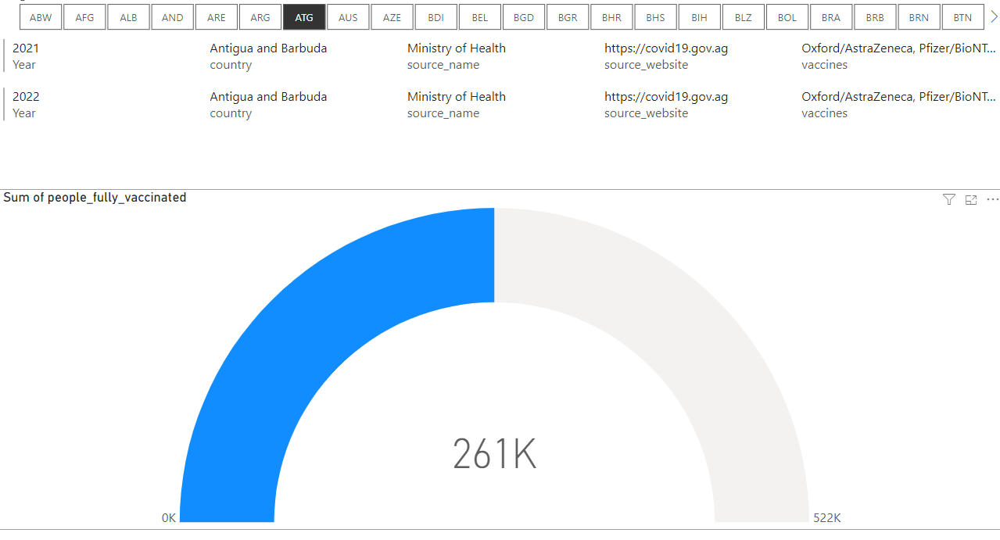 ABW AFG ALB AND ARE ARG ATG AUS AZE BDI BEL BGD BGR BHR BHS BIH BLZ BOL BRA BRB BRN BTN
2021 Antigua and Barbuda Ministry of Health https://covid19.gov.ag Oxford/AstraZeneca, Pfizer/BioNT...
Year country source_name source_website vaccines
2022 Antigua and Barbuda Ministry of Health https://covid19.gov.ag Oxford/AstraZeneca, Pfizer/BioNT...
Year country source_name source_website vaccines
Sum of people_fully_vaccinated
261K
0K 522K